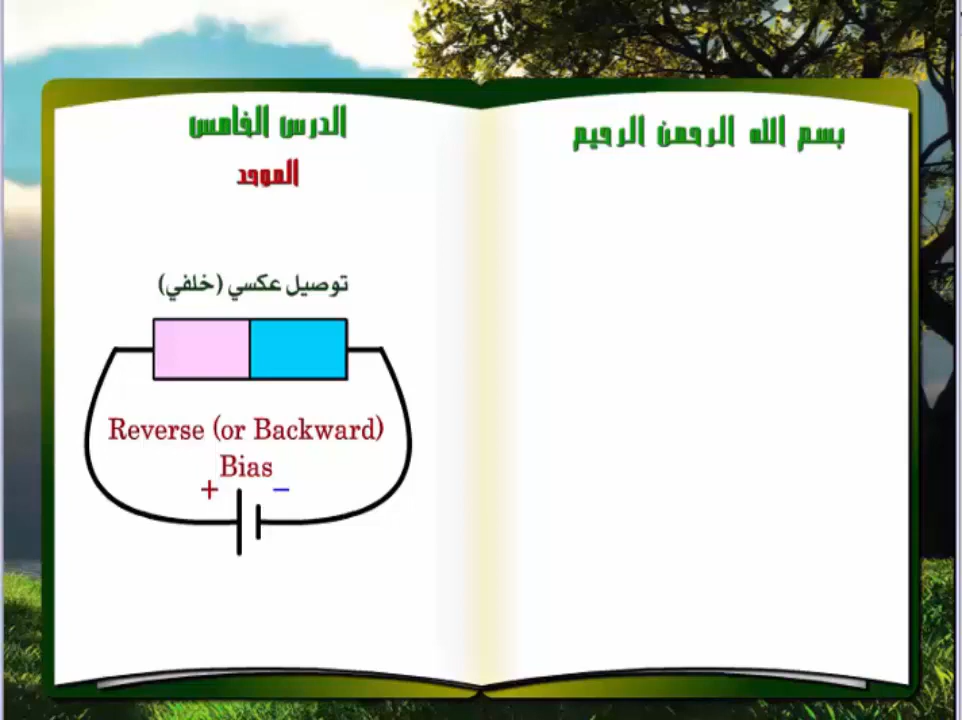 بسم الله الرحمن الرحيم
الدرس الخامس
الموحد
توصيل عكسي (خلفي)
Reverse (or Backward)
Bias
+ −